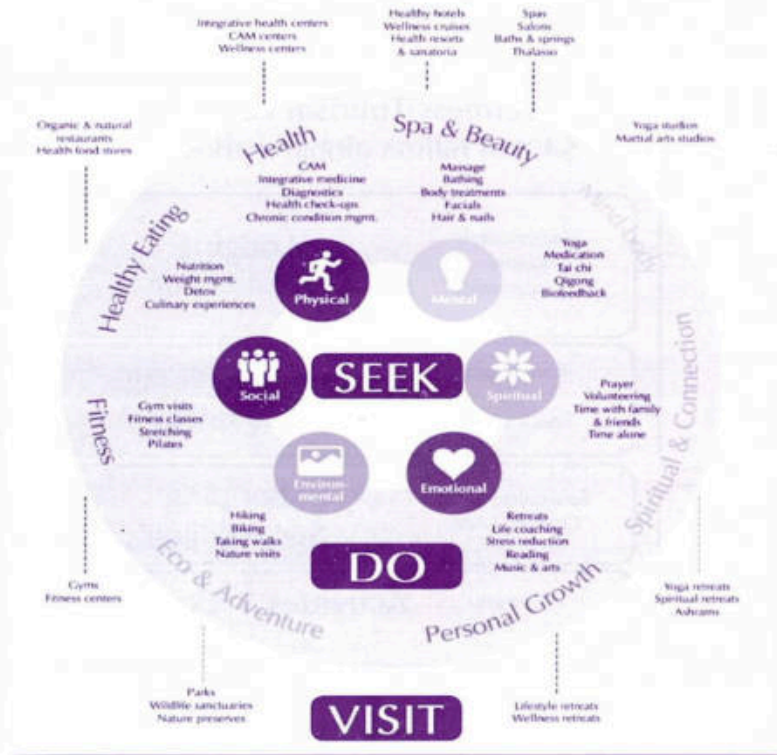 Integrative health centers
CAM centers
Wellness centers
Healthy hotels
Wellness cruises
Health resorts
& sanatoria
Spas
Salons
Baths & springs
Thalasso
Organic & natural
restaurants
Health food stores
Yoga studios
Martial arts studios
Health
CAM
Integrative medicine
Diagnostics
Health check-ups
Chronic condition mgmt.
Spa & Beauty
Massage
Bathing
Body treatments
Facials
Hair & nails
Mind-body
Yoga
Medication
Tai chi
Qigong
Biofeedback
Healthy Eating
Nutrition
Weight mgmt.
Detox
Culinary experiences
Physical
Mental
Social
SEEK
Spiritual
Environ-
mental
Emotional
Fitness
Gym visits
Fitness classes
Stretching
Pilates
Spiritual & Connection
Prayer
Volunteering
Time with family
& friends
Time alone
Eco & Adventure
Hiking
Biking
Taking walks
Nature visits
DO
Personal Growth
Retreats
Life coaching
Stress reduction
Reading
Music & arts
Gyms
Fitness centers
Yoga retreats
Spiritual retreats
Ashrams
Parks
Wildlife sanctuaries
Nature preserves
VISIT
Lifestyle retreats
Wellness retreats